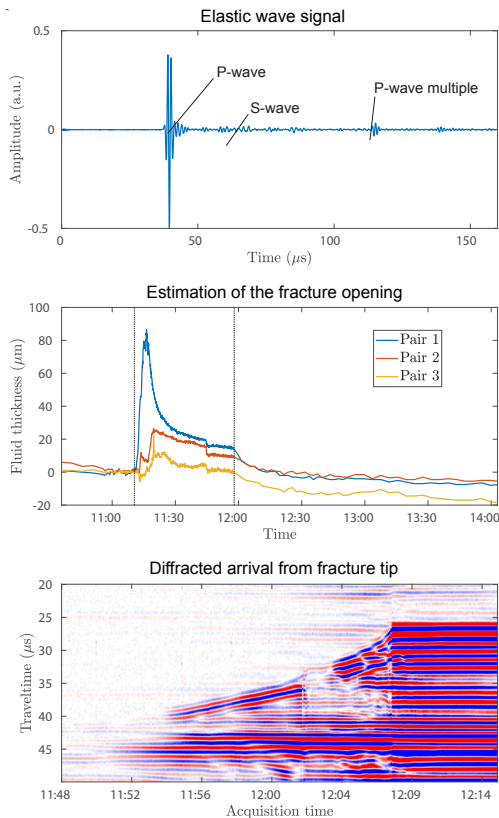 Elastic wave signal
0.5
P-wave
P-wave multiple
S-wave
0
Amplitude (a.u.)
-0.5
0 50 100 150
Time (μs)
Estimation of the fracture opening
100
80
60
40
20
0
-20
Fluid thickness (μm)
Pair 1
Pair 2
Pair 3
11:00 11:30 12:00 12:30 13:00 13:30 14:00
Time
Diffracted arrival from fracture tip
20
25
30
35
40
45
Traveltime (μs)
11:48 11:52 11:56 12:00 12:04 12:09 12:14
Acquisition time